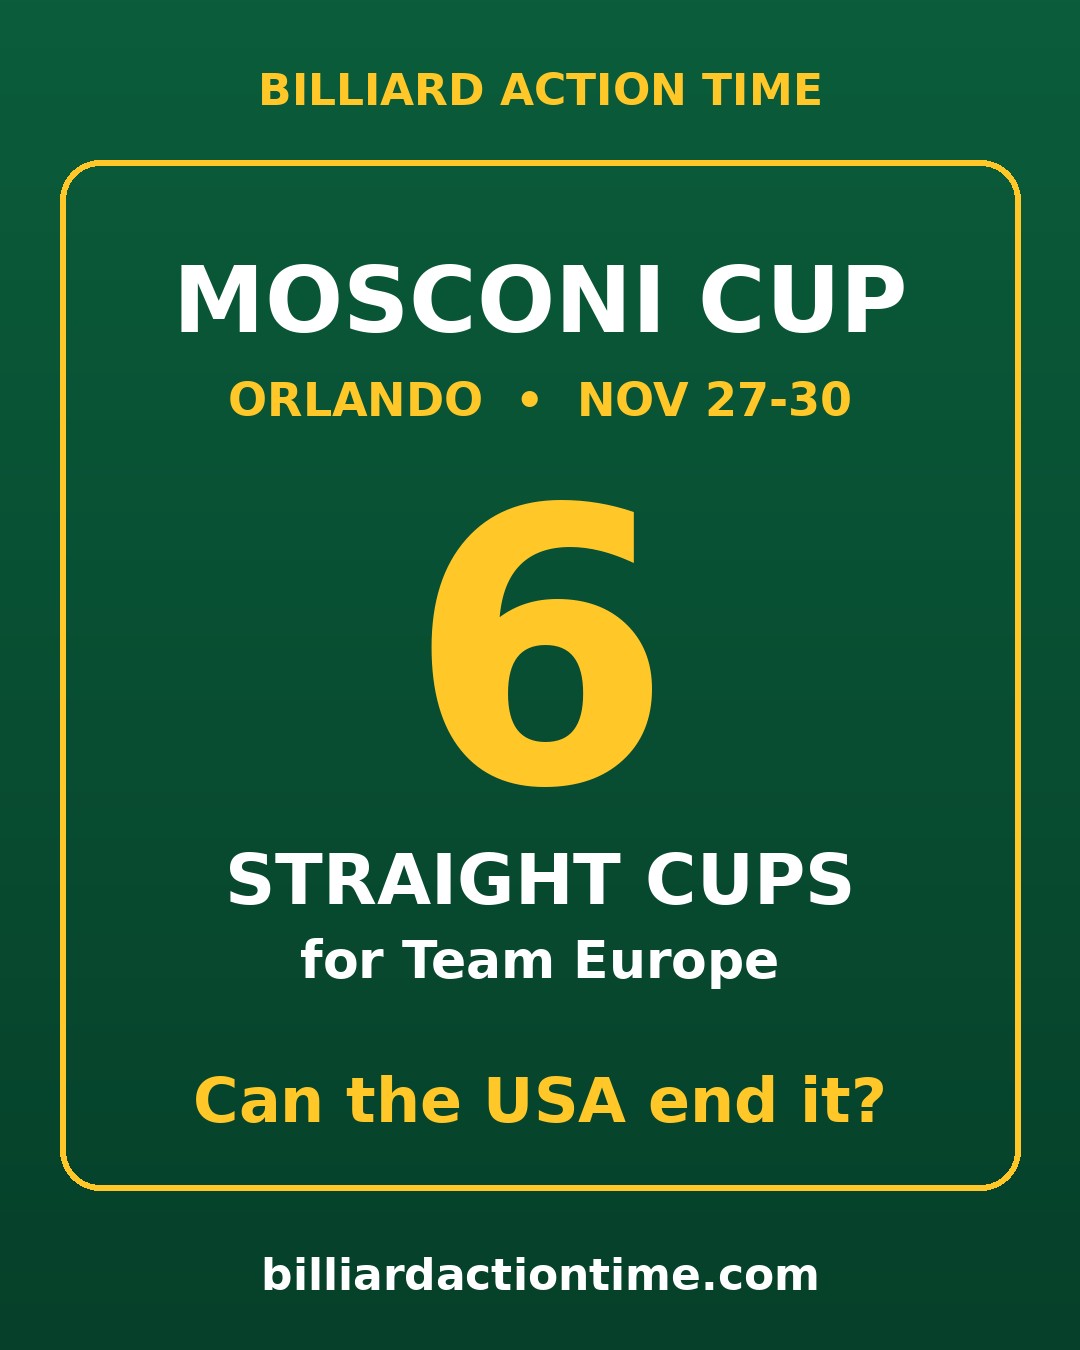 BILLIARD ACTION TIME
MOSCONI CUP
ORLANDO • NOV 27-30
6
STRAIGHT CUPS
for Team Europe
Can the USA end it?
billiardactiontime.com